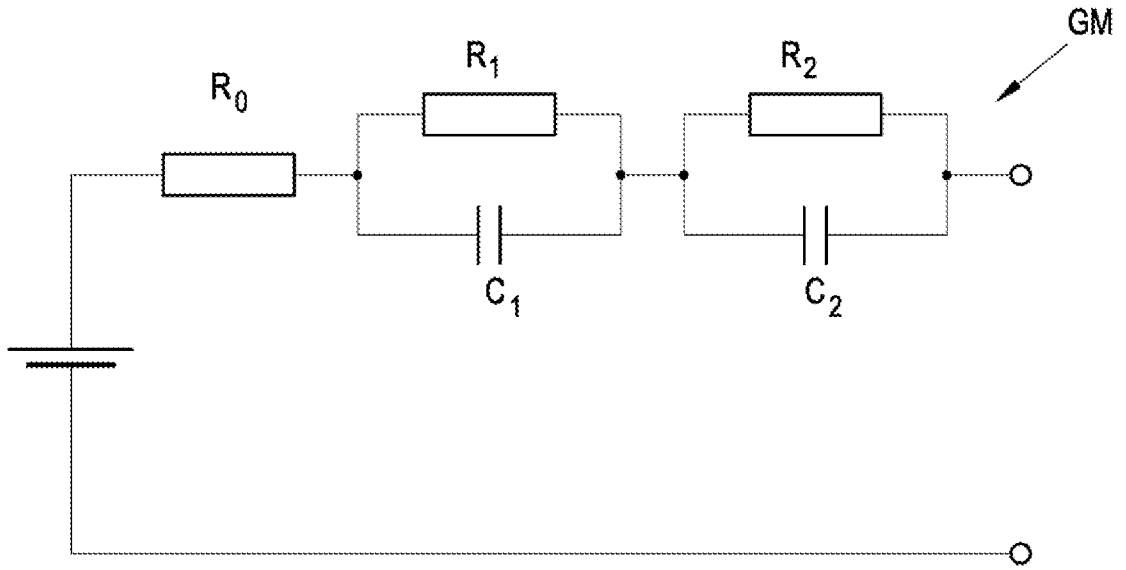 GM
R₀
R₁
R₂
C₁
C₂